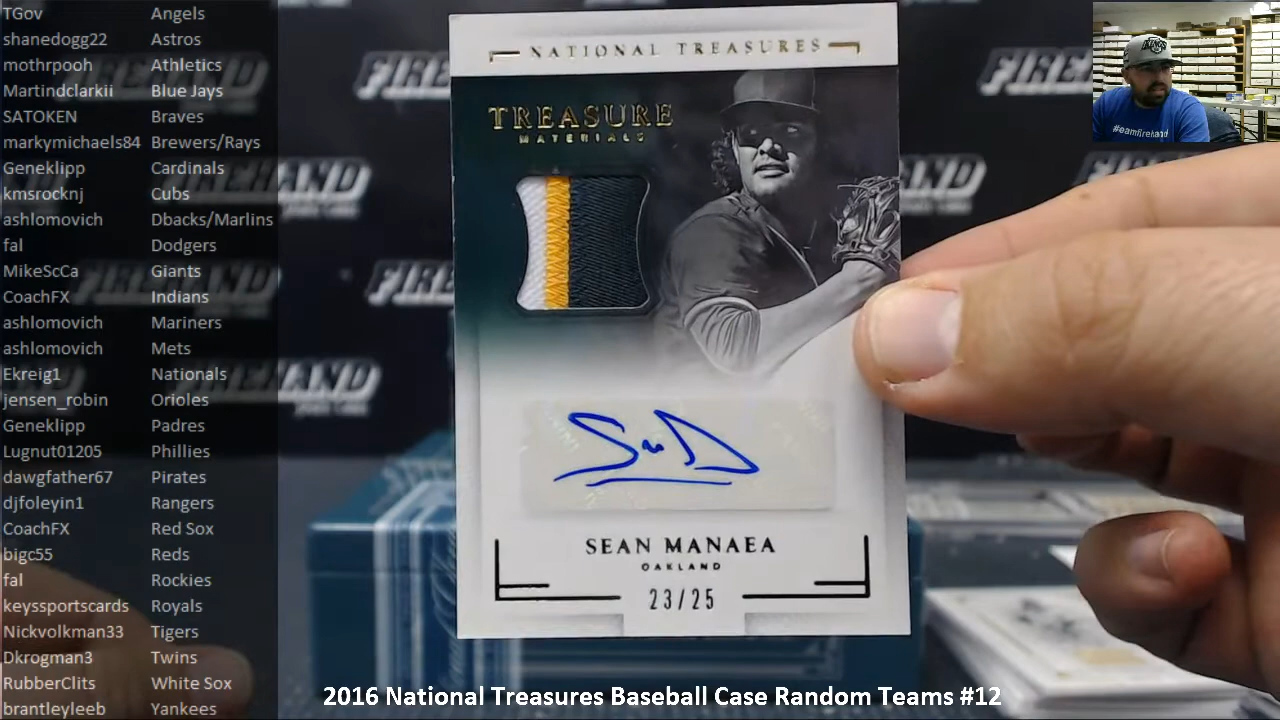 TGov Angels
shanedogg22 Astros
mothrpooh Athletics
Martindclarkii Blue Jays
SATOKEN Braves
markymichaels84 Brewers/Rays
Geneklipp Cardinals
kmsrocknj Cubs
ashlomovich Dbacks/Marlins
fal Dodgers
MikeScCa Giants
CoachFX Indians
ashlomovich Mariners
ashlomovich Mets
Ekreig1 Nationals
jensen_robin Orioles
Geneklipp Padres
Lugnut01205 Phillies
dawgfather67 Pirates
djfoleyin1 Rangers
CoachFX Red Sox
bigc55 Reds
fal Rockies
keyssportscards Royals
Nickvolkman33 Tigers
Dkrogman3 Twins
RubberClits White Sox
brantleyleeb Yankees
NATIONAL TREASURES
TREASURE
MATERIALS
SEAN MANAEA
OAKLAND
23/25
KINGS
#teamfirehand
FIREHAND
2016 National Treasures Baseball Case Random Teams #12